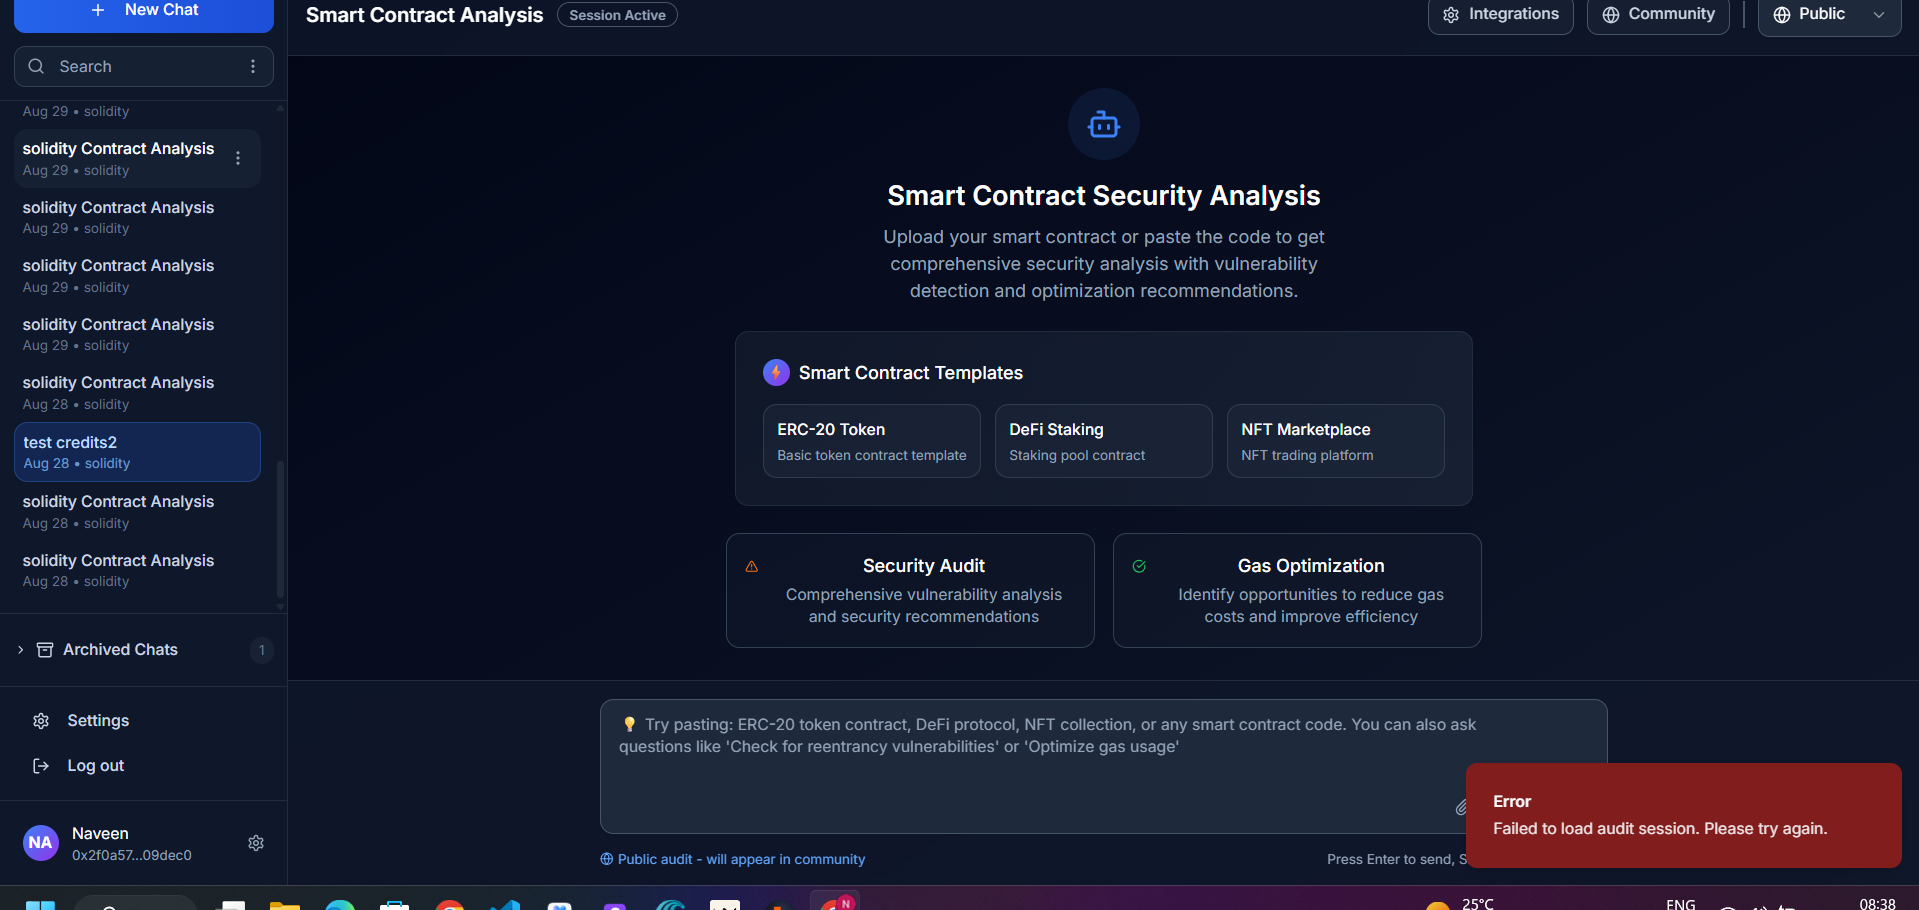 New Chat
Search
Aug 29 • solidity
solidity Contract Analysis
Aug 29 • solidity
solidity Contract Analysis
Aug 29 • solidity
solidity Contract Analysis
Aug 29 • solidity
solidity Contract Analysis
Aug 29 • solidity
solidity Contract Analysis
Aug 28 • solidity
test credits2
Aug 28 • solidity
solidity Contract Analysis
Aug 28 • solidity
solidity Contract Analysis
Aug 28 • solidity
Archived Chats 1
Settings
Log out
NA
Naveen
0x2f0a57...09dec0
Smart Contract Analysis Session Active
Integrations Community Public
Smart Contract Security Analysis
Upload your smart contract or paste the code to get
comprehensive security analysis with vulnerability
detection and optimization recommendations.
Smart Contract Templates
ERC-20 Token
Basic token contract template
DeFi Staking
Staking pool contract
NFT Marketplace
NFT trading platform
Security Audit
Comprehensive vulnerability analysis
and security recommendations
Gas Optimization
Identify opportunities to reduce gas
costs and improve efficiency
Try pasting: ERC-20 token contract, DeFi protocol, NFT collection, or any smart contract code. You can also ask
questions like 'Check for reentrancy vulnerabilities' or 'Optimize gas usage'
Public audit - will appear in community
Press Enter to send, S
Error
Failed to load audit session. Please try again.
N
25°C
ENG
08:38